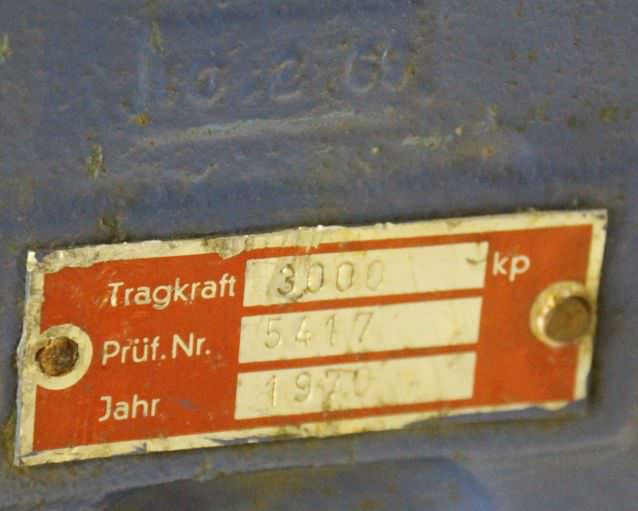 Tragkraft 3000 kp
Prüf. Nr. 5417
Jahr 1970